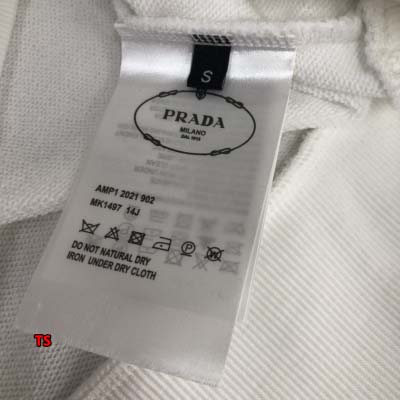 S
PRADA
MILANO
DAL 1913
AMP1 2021 902
MK1497 14J
DO NOT NATURAL DRY
IRON UNDER DRY CLOTH
TS